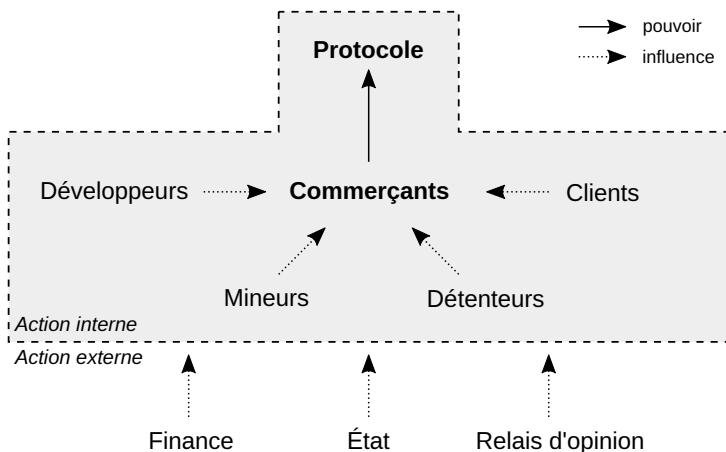 pouvoir
influence
Protocole
Développeurs
Commerçants
Clients
Mineurs
Détenteurs
Action interne
Action externe
Finance
État
Relais d'opinion